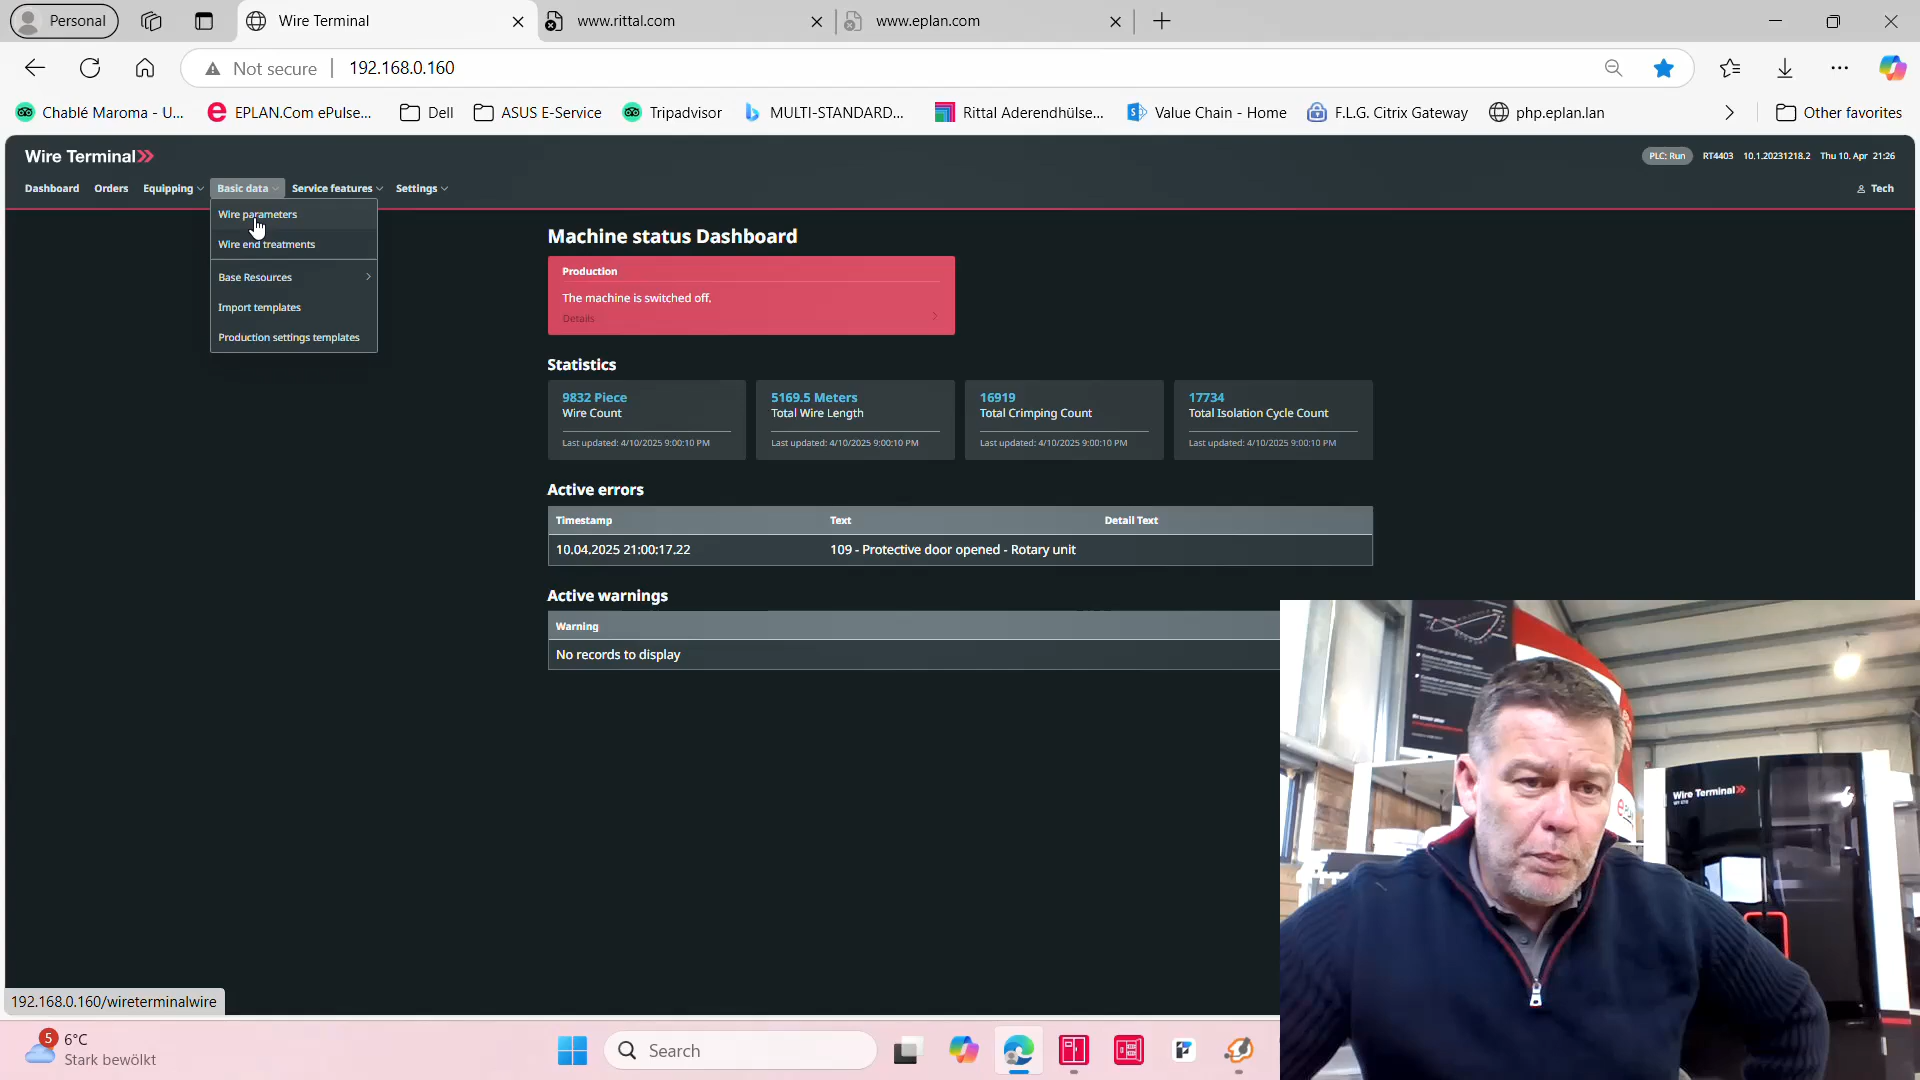 Personal
Wire Terminal
www.rittal.com
www.eplan.com
Not secure
192.168.0.160
Chablé Maroma - U...
EPLAN.Com ePulse...
Dell
ASUS E-Service
Tripadvisor
MULTI-STANDARD...
Rittal Aderendhülse...
Value Chain - Home
F.L.G. Citrix Gateway
php.eplan.lan
Other favorites
Wire Terminal
PLC: Run
RT4403
10.1.20231218.2
Thu 10. Apr 21:26
Dashboard
Orders
Equipping
Basic data
Service features
Settings
Tech
Wire parameters
Wire end treatments
Base Resources
Import templates
Production settings templates
Machine status Dashboard
Production
The machine is switched off.
Details
Statistics
9832 Piece
Wire Count
Last updated: 4/10/2025 9:00:10 PM
5169.5 Meters
Total Wire Length
Last updated: 4/10/2025 9:00:10 PM
16919
Total Crimping Count
Last updated: 4/10/2025 9:00:10 PM
17734
Total Isolation Cycle Count
Last updated: 4/10/2025 9:00:10 PM
Active errors
Timestamp Text Detail Text
10.04.2025 21:00:17.22 109 - Protective door opened - Rotary unit
Active warnings
Warning
No records to display
Wire Terminal
192.168.0.160/wireterminalwire
5
6°C
Stark bewölkt
Search